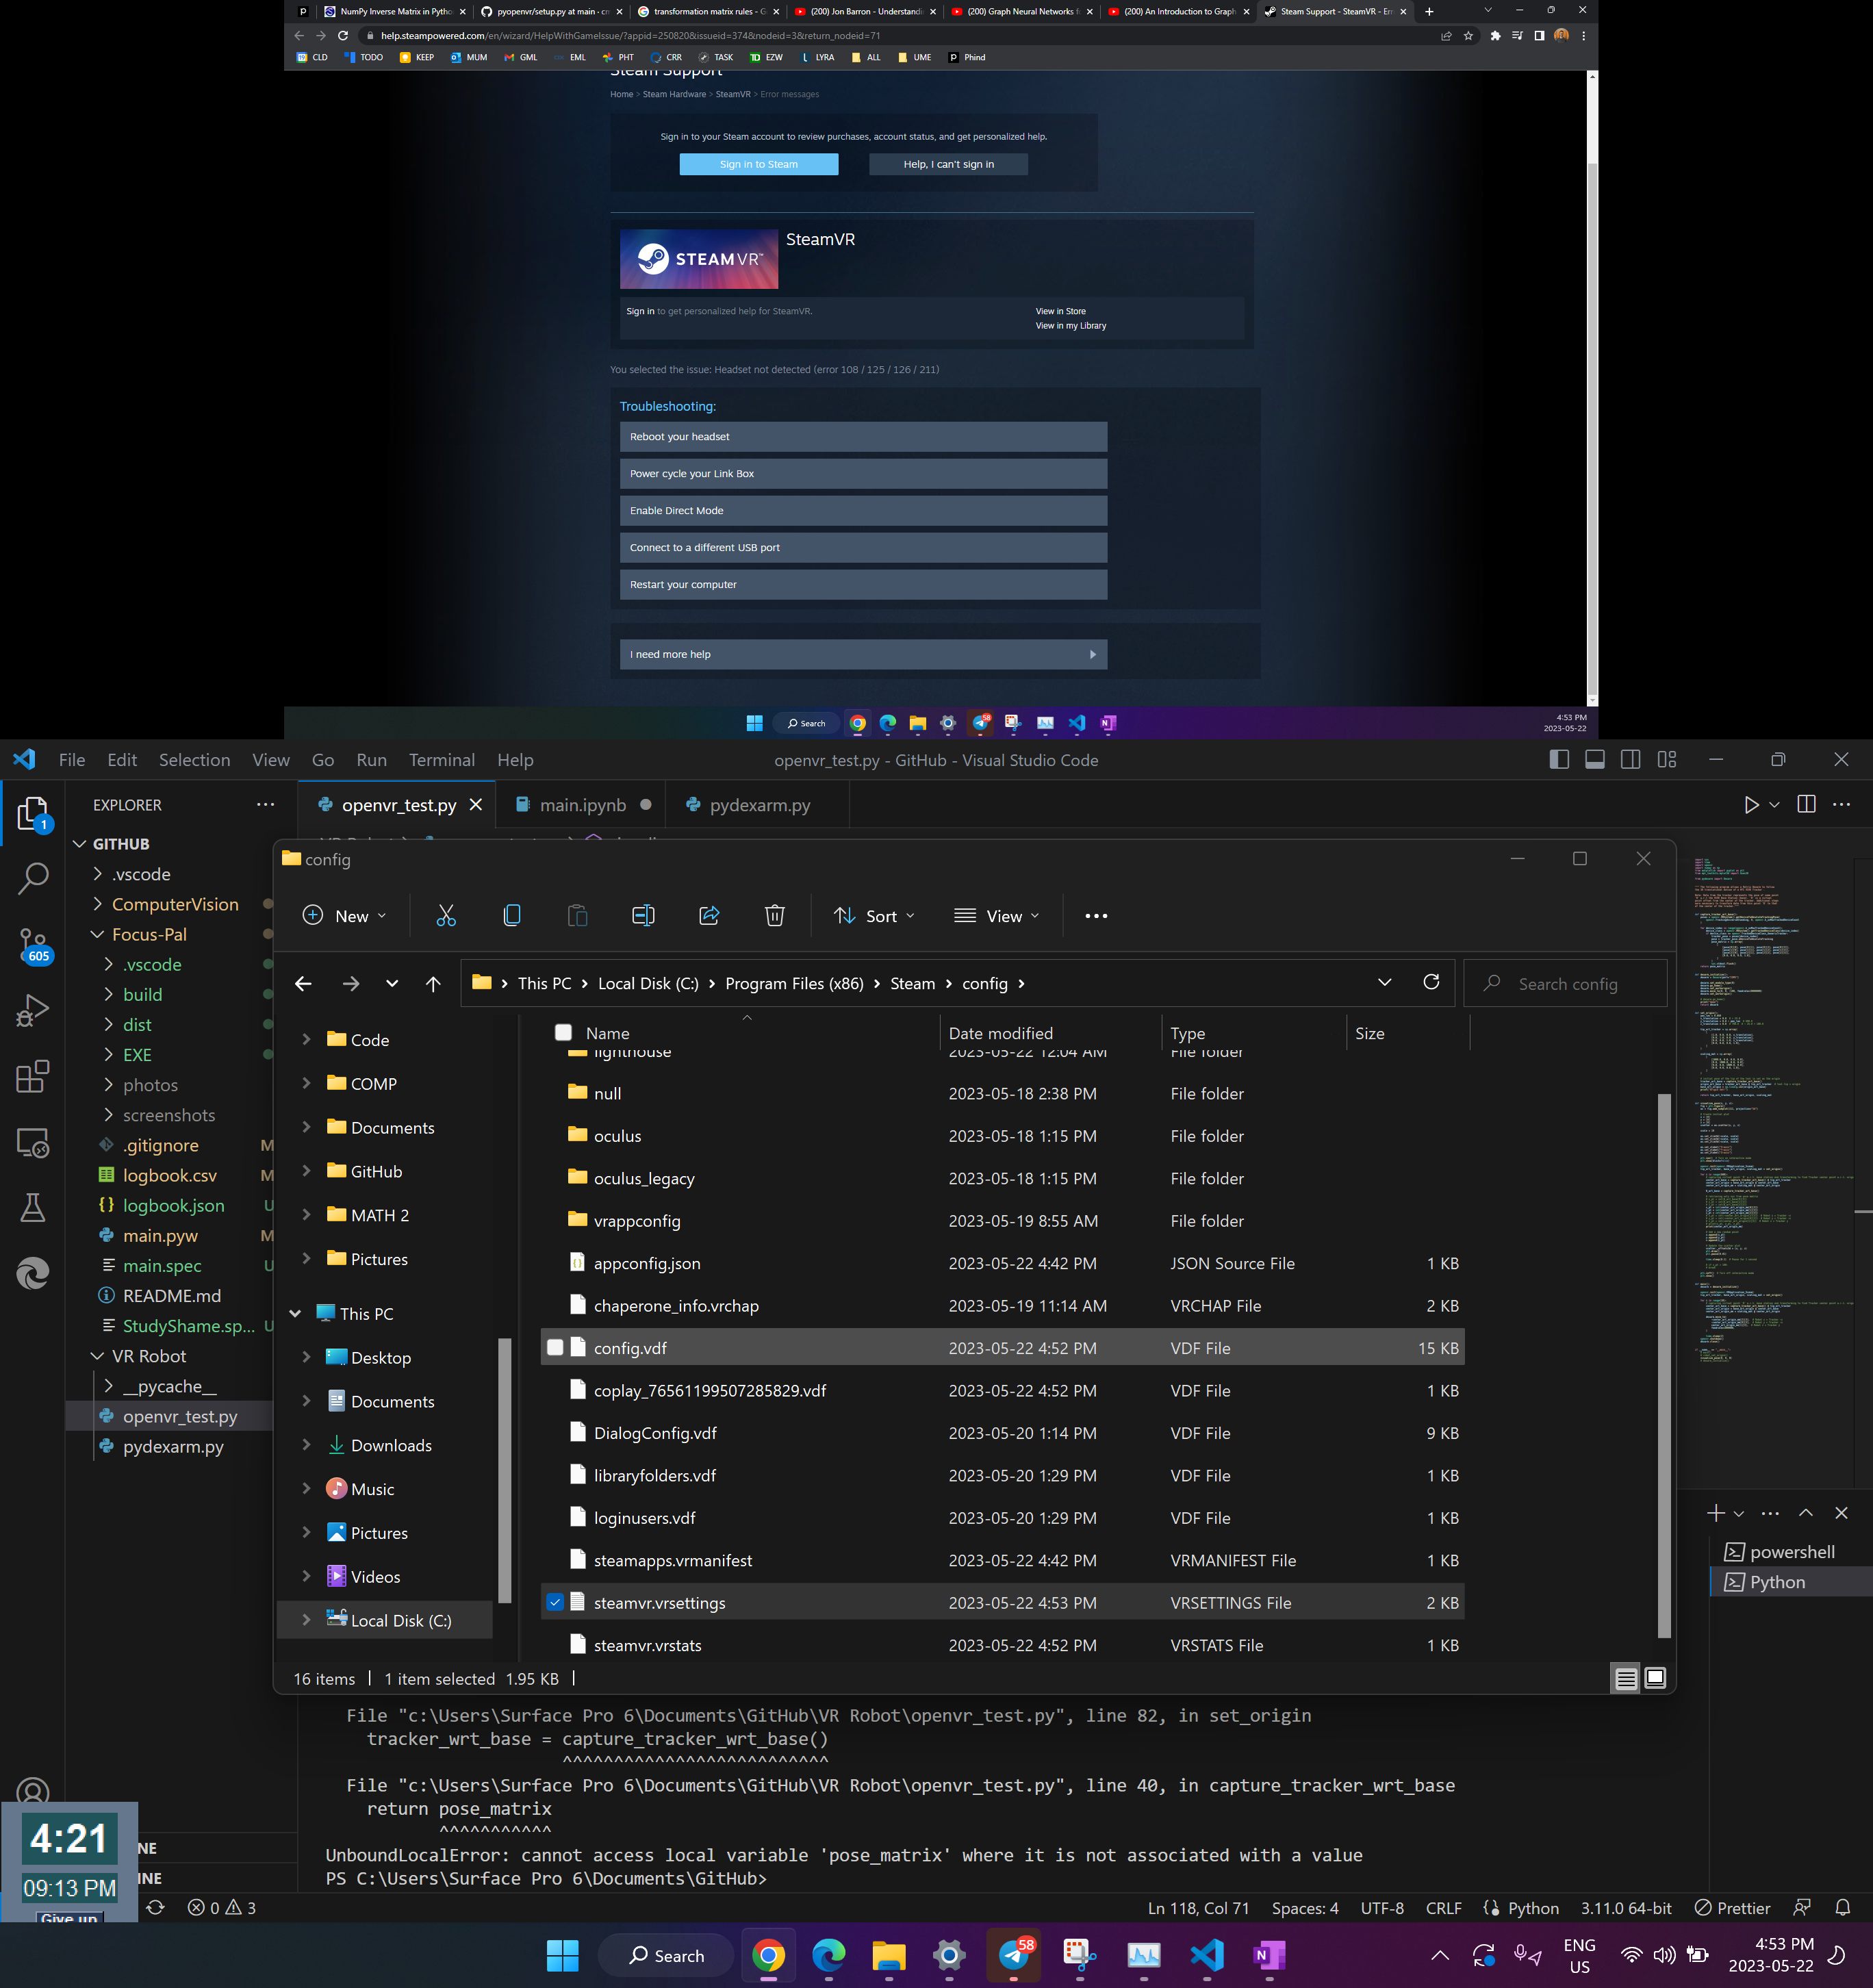 NumPy Inverse Matrix in Pytho
pyopenvr/setup.py at main · cm
transformation matrix rules - G
(200) Jon Barron - Understandi
(200) Graph Neural Networks f
(200) An Introduction to Graph
Steam Support - SteamVR - Err
help.steampowered.com/en/wizard/HelpWithGameIssue/?appid=250820&issueid=374&nodeid=3&return_nodeid=71
CLD TODO KEEP MUM GML EML PHT CRR TASK EZW LYRA ALL UME Phind
Steam Support
Home > Steam Hardware > SteamVR > Error messages
Sign in to your Steam account to review purchases, account status, and get personalized help.
Sign in to Steam
Help, I can't sign in
STEAMVR™
SteamVR
Sign in to get personalized help for SteamVR.
View in Store
View in my Library
You selected the issue: Headset not detected (error 108 / 125 / 126 / 211)
Troubleshooting:
Reboot your headset
Power cycle your Link Box
Enable Direct Mode
Connect to a different USB port
Restart your computer
I need more help
Search
58
4:53 PM
2023-05-22
File Edit Selection View Go Run Terminal Help
openvr_test.py - GitHub - Visual Studio Code
EXPLORER
openvr_test.py
main.ipynb
pydexarm.py
1
605
GITHUB
.vscode
ComputerVision
Focus-Pal
.vscode
build
dist
EXE
photos
screenshots
.gitignore M
logbook.csv M
logbook.json U
main.pyw M
main.spec U
README.md
StudyShame.sp... U
VR Robot
__pycache__
openvr_test.py
pydexarm.py
config
New
Sort
View
This PC > Local Disk (C:) > Program Files (x86) > Steam > config >
Search config
Code
COMP
Documents
GitHub
MATH 2
Pictures
This PC
Desktop
Documents
Downloads
Music
Pictures
Videos
Local Disk (C:)
Name Date modified Type Size
lighthouse 2023-05-22 12:04 AM File folder
null 2023-05-18 2:38 PM File folder
oculus 2023-05-18 1:15 PM File folder
oculus_legacy 2023-05-18 1:15 PM File folder
vrappconfig 2023-05-19 8:55 AM File folder
appconfig.json 2023-05-22 4:42 PM JSON Source File 1 KB
chaperone_info.vrchap 2023-05-19 11:14 AM VRCHAP File 2 KB
config.vdf 2023-05-22 4:52 PM VDF File 15 KB
coplay_76561199507285829.vdf 2023-05-22 4:52 PM VDF File 1 KB
DialogConfig.vdf 2023-05-20 1:14 PM VDF File 9 KB
libraryfolders.vdf 2023-05-20 1:29 PM VDF File 1 KB
loginusers.vdf 2023-05-20 1:29 PM VDF File 1 KB
steamapps.vrmanifest 2023-05-22 4:42 PM VRMANIFEST File 1 KB
steamvr.vrsettings 2023-05-22 4:53 PM VRSETTINGS File 2 KB
steamvr.vrstats 2023-05-22 4:52 PM VRSTATS File 1 KB
16 items 1 item selected 1.95 KB
powershell
Python
File "c:\Users\Surface Pro 6\Documents\GitHub\VR Robot\openvr_test.py", line 82, in set_origin
tracker_wrt_base = capture_tracker_wrt_base()
^^^^^^^^^^^^^^^^^^^^^^^^^^
File "c:\Users\Surface Pro 6\Documents\GitHub\VR Robot\openvr_test.py", line 40, in capture_tracker_wrt_base
return pose_matrix
^^^^^^^^^^^
UnboundLocalError: cannot access local variable 'pose_matrix' where it is not associated with a value
PS C:\Users\Surface Pro 6\Documents\GitHub>
4:21
09:13 PM
Give up
NE
INE
0 3
Ln 118, Col 71 Spaces: 4 UTF-8 CRLF Python 3.11.0 64-bit Prettier
Search
58
ENG
US
4:53 PM
2023-05-22